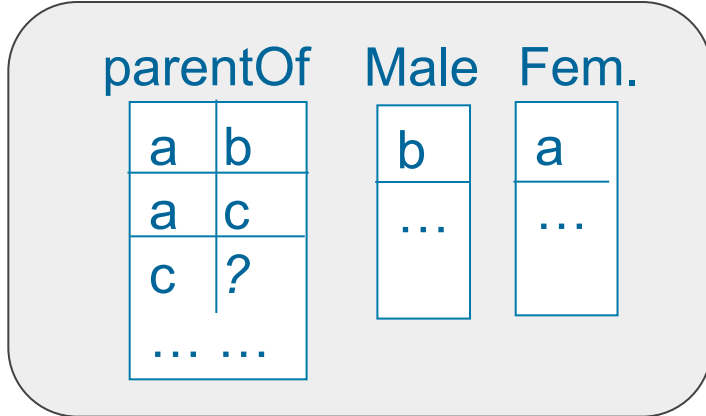 parentOf Male Fem.
a b b a
a c … …
c ?
… …